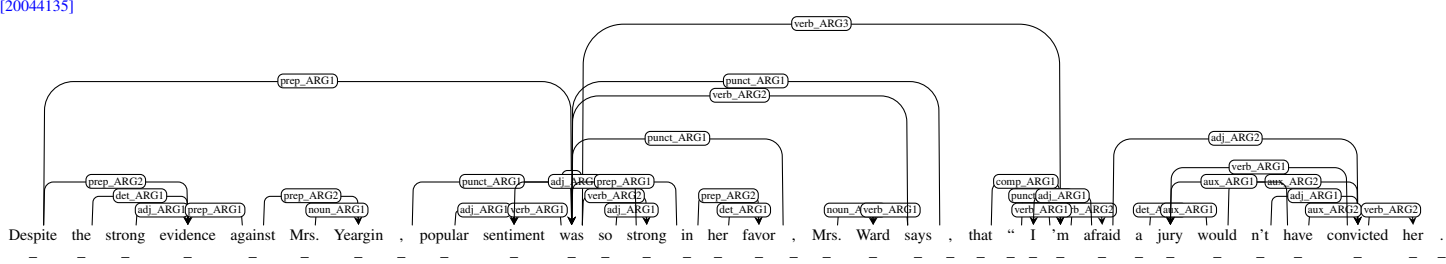 [20044135]
verb_ARG3
prep_ARG1 punct_ARG1
verb_ARG2
punct_ARG1 adj_ARG2
verb_ARG1
prep_ARG2 punct_ARG1 prep_ARG1 comp_ARG1 aux_ARG1 aux_ARG2
det_ARG1 prep_ARG2 verb_ARG2 prep_ARG2 adj_ARG1 adj_ARG1
adj_ARG1 prep_ARG1 noun_ARG1 adj_ARG1 verb_ARG1 adj_ARG1 det_ARG1 verb_ARG1 verb_ARG1 aux_ARG1 aux_ARG2 verb_ARG2
Despite the strong evidence against Mrs. Yeargin , popular sentiment was so strong in her favor , Mrs. Ward says , that “ I 'm afraid a jury would n't have convicted her .
_ _ _ _ _ _ _ _ _ _ _ _ _ _ _ _ _ _ _ _ _ _ _ _ _ _ _ _ _ _ _ _ _ _